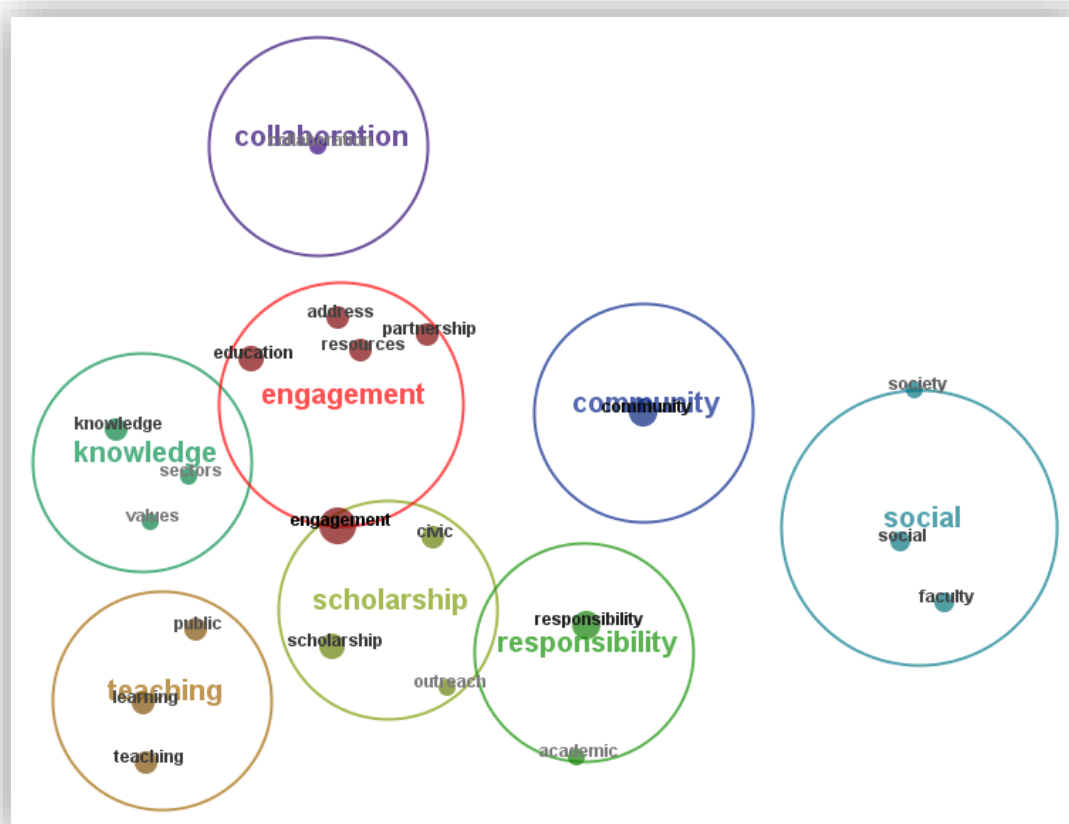 collaboration
collaboration
address
partnership
resources
education
engagement
society
community
community
knowledge
knowledge
sectors
values
engagement
civic
social
social
scholarship
faculty
responsibility
public
scholarship
responsibility
outreach
teaching
learning
academic
teaching